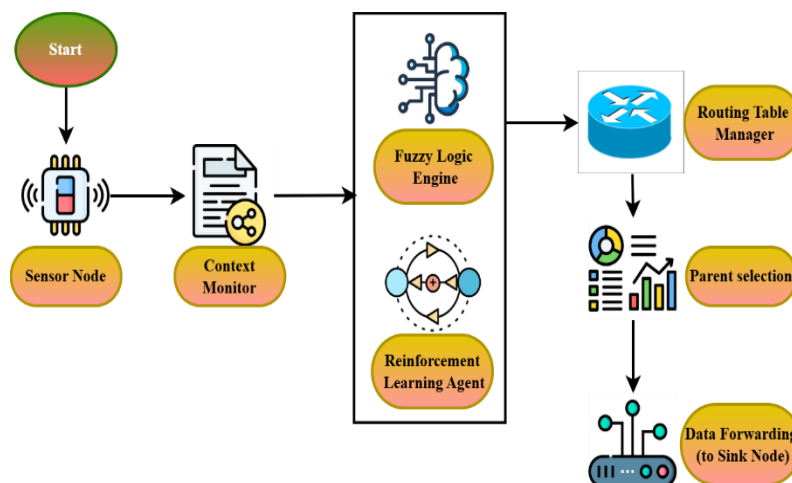 Start
Sensor Node
Context
Monitor
Fuzzy Logic
Engine
Reinforcement
Learning Agent
Routing Table
Manager
Parent selection
Data Forwarding
(to Sink Node)